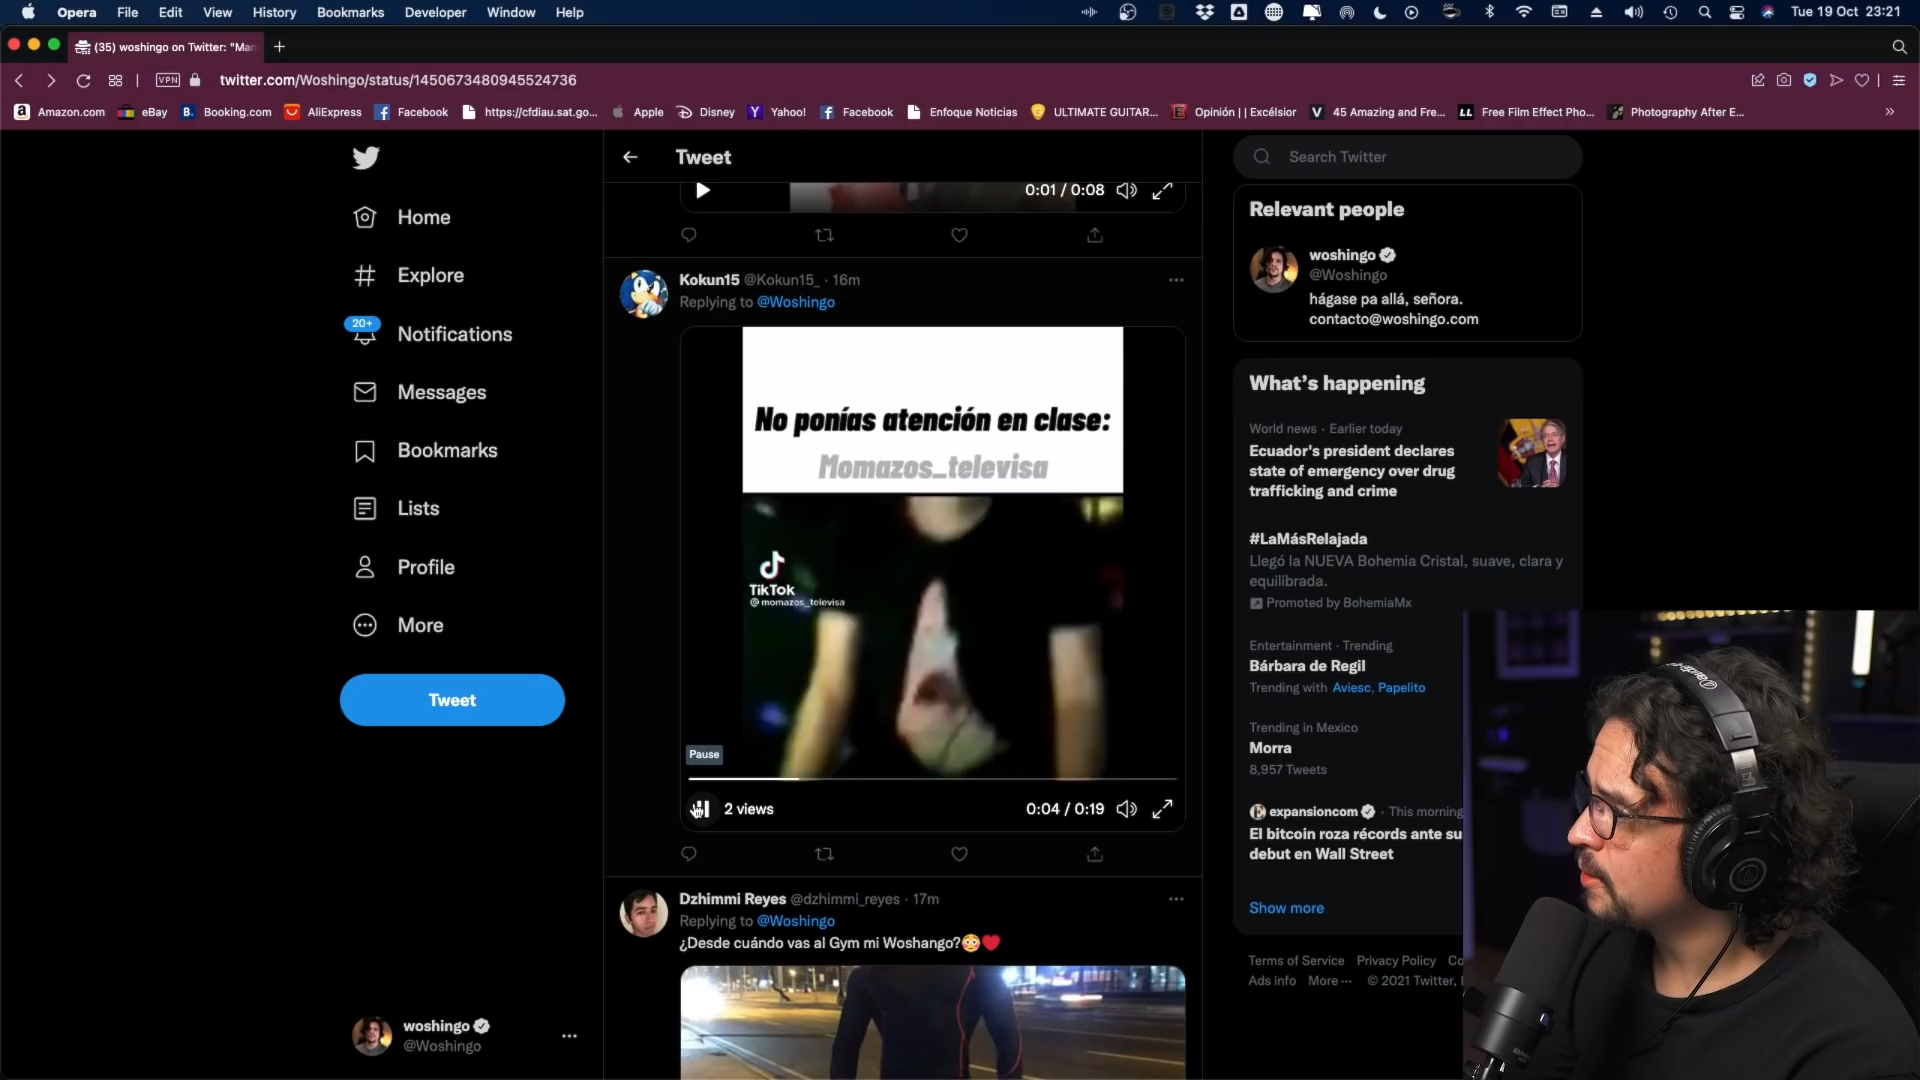 Opera File Edit View History Bookmarks Developer Window Help Tue 19 Oct 23:21
(35) woshingo on Twitter: "Man
VPN twitter.com/Woshingo/status/1450673480945524736
Amazon.com eBay Booking.com AliExpress Facebook https://cfdiau.sat.go... Apple Disney Yahoo! Facebook Enfoque Noticias ULTIMATE GUITAR... Opinión | | Excélsior 45 Amazing and Fre... Free Film Effect Pho... Photography After E...
Home
Explore
20+
Notifications
Messages
Bookmarks
Lists
Profile
More
Tweet
woshingo
@Woshingo
Tweet
0:01 / 0:08
Kokun15 @Kokun15_ · 16m
Replying to @Woshingo
No ponías atención en clase:
Momazos_televisa
TikTok
@momazos_televisa
Pause
2 views 0:04 / 0:19
Dzhimmi Reyes @dzhimmi_reyes · 17m
Replying to @Woshingo
¿Desde cuándo vas al Gym mi Woshango?😳❤️
Search Twitter
Relevant people
woshingo
@Woshingo
hágase pa allá, señora.
contacto@woshingo.com
What's happening
World news · Earlier today
Ecuador's president declares
state of emergency over drug
trafficking and crime
#LaMásRelajada
Llegó la NUEVA Bohemia Cristal, suave, clara y
equilibrada.
Promoted by BohemiaMx
Entertainment · Trending
Bárbara de Regil
Trending with Aviesc, Papelito
Trending in Mexico
Morra
8,957 Tweets
expansioncom · This morning
El bitcoin roza récords ante su
debut en Wall Street
Show more
Terms of Service Privacy Policy Co
Ads info More ··· © 2021 Twitter,